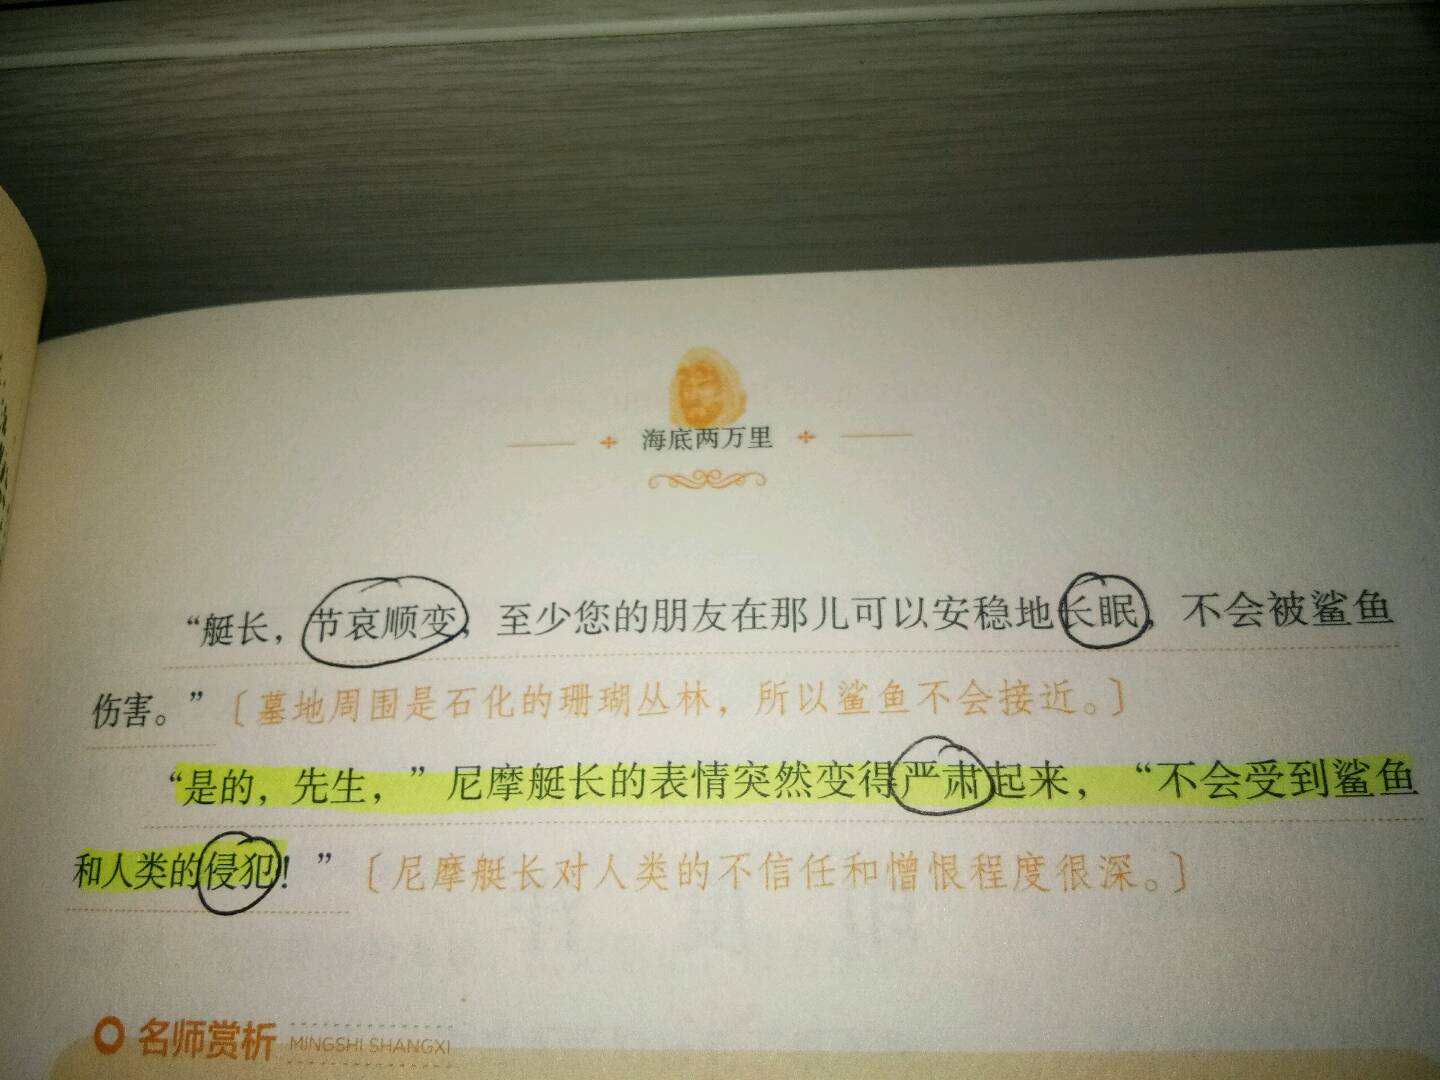 海底两万里
“艇长，节哀顺变，至少您的朋友在那儿可以安稳地长眠，不会被鲨鱼
伤害。”〔墓地周围是石化的珊瑚丛林，所以鲨鱼不会接近。〕
“是的，先生，”尼摩艇长的表情突然变得严肃起来，“不会受到鲨鱼
和人类的侵犯！”〔尼摩艇长对人类的不信任和憎恨程度很深。〕
名师赏析 MINGSHI SHANGXI